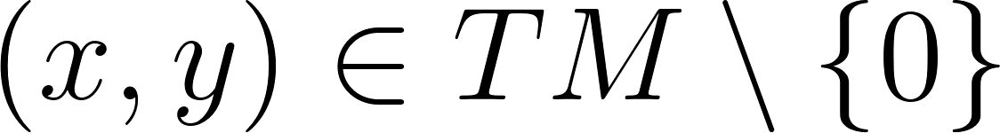 (x, y) ∈ TM \ {0}